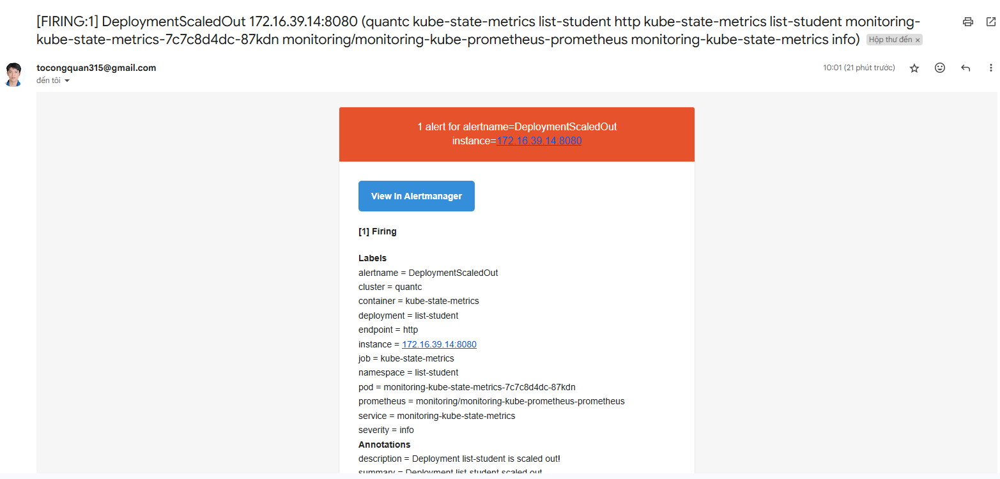 [FIRING:1] DeploymentScaledOut 172.16.39.14:8080 (quantc kube-state-metrics list-student http kube-state-metrics list-student monitoring-
kube-state-metrics-7c7c8d4dc-87kdn monitoring/monitoring-kube-prometheus-prometheus monitoring-kube-state-metrics info) Hộp thư đến ×
tocongquan315@gmail.com 10:01 (21 phút trước)
đến tôi
1 alert for alertname=DeploymentScaledOut
instance=172.16.39.14:8080
View In Alertmanager
[1] Firing
Labels
alertname = DeploymentScaledOut
cluster = quantc
container = kube-state-metrics
deployment = list-student
endpoint = http
instance = 172.16.39.14:8080
job = kube-state-metrics
namespace = list-student
pod = monitoring-kube-state-metrics-7c7c8d4dc-87kdn
prometheus = monitoring/monitoring-kube-prometheus-prometheus
service = monitoring-kube-state-metrics
severity = info
Annotations
description = Deployment list-student is scaled out!
summary = Deployment list-student scaled out